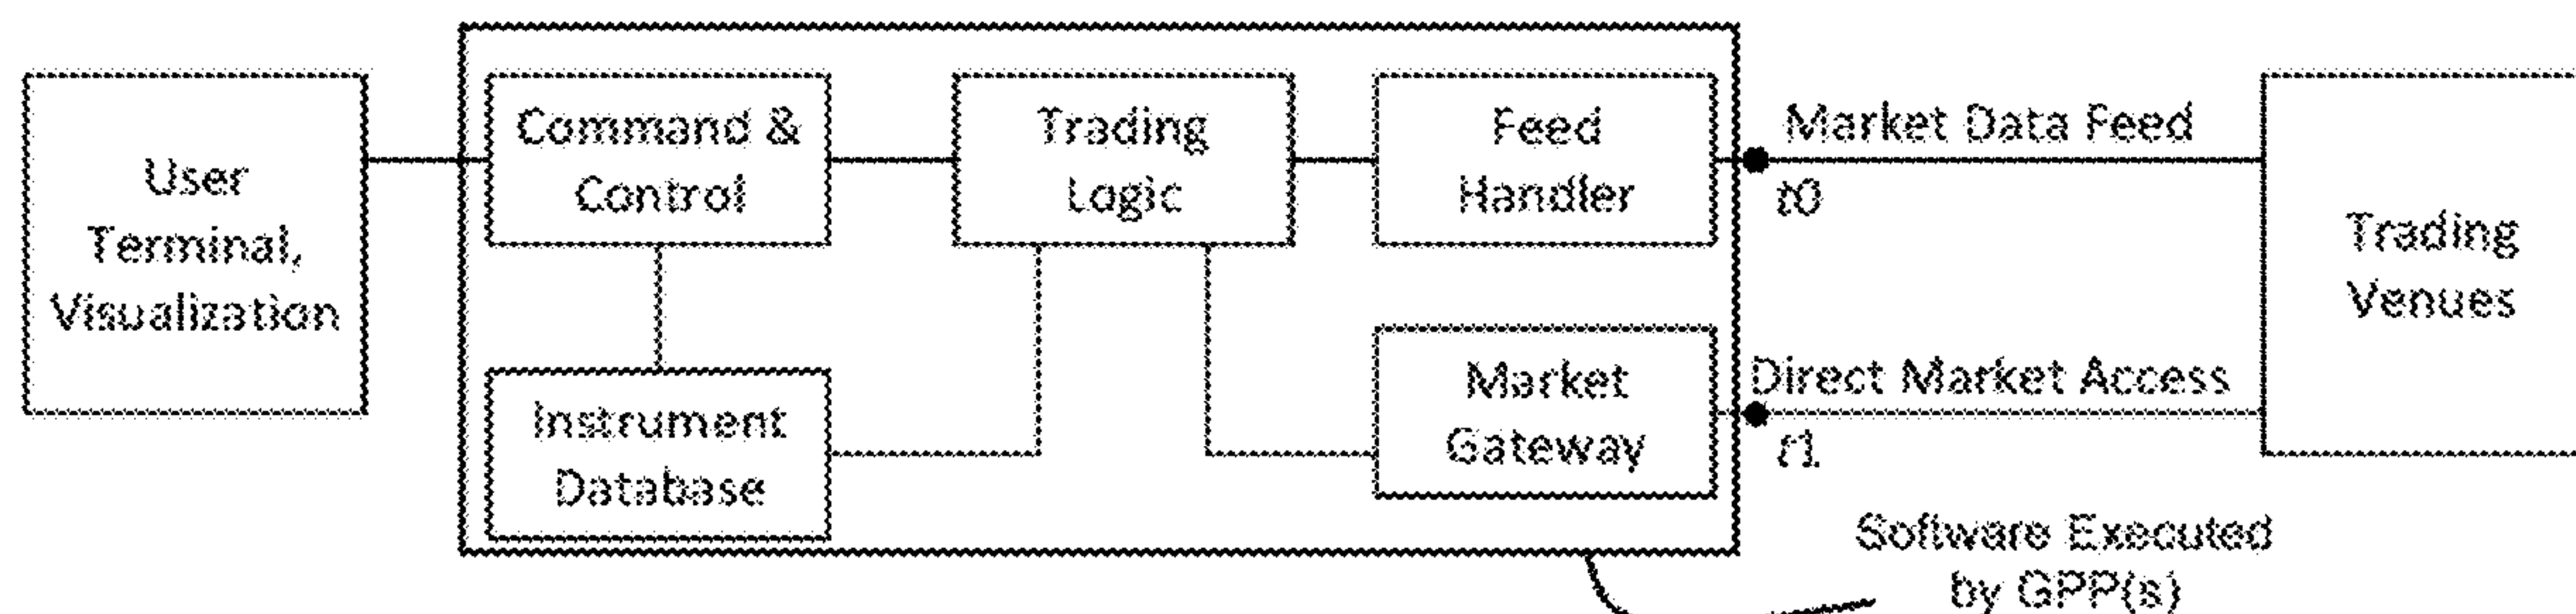 User
Terminal,
Visualization
Command &
Control
Trading
Logic
Feed
Handler
Instrument
Database
Market
Gateway
Market Data Feed
t0
Direct Market Access
t1
Trading
Venues
Software Executed
by GPP(s)